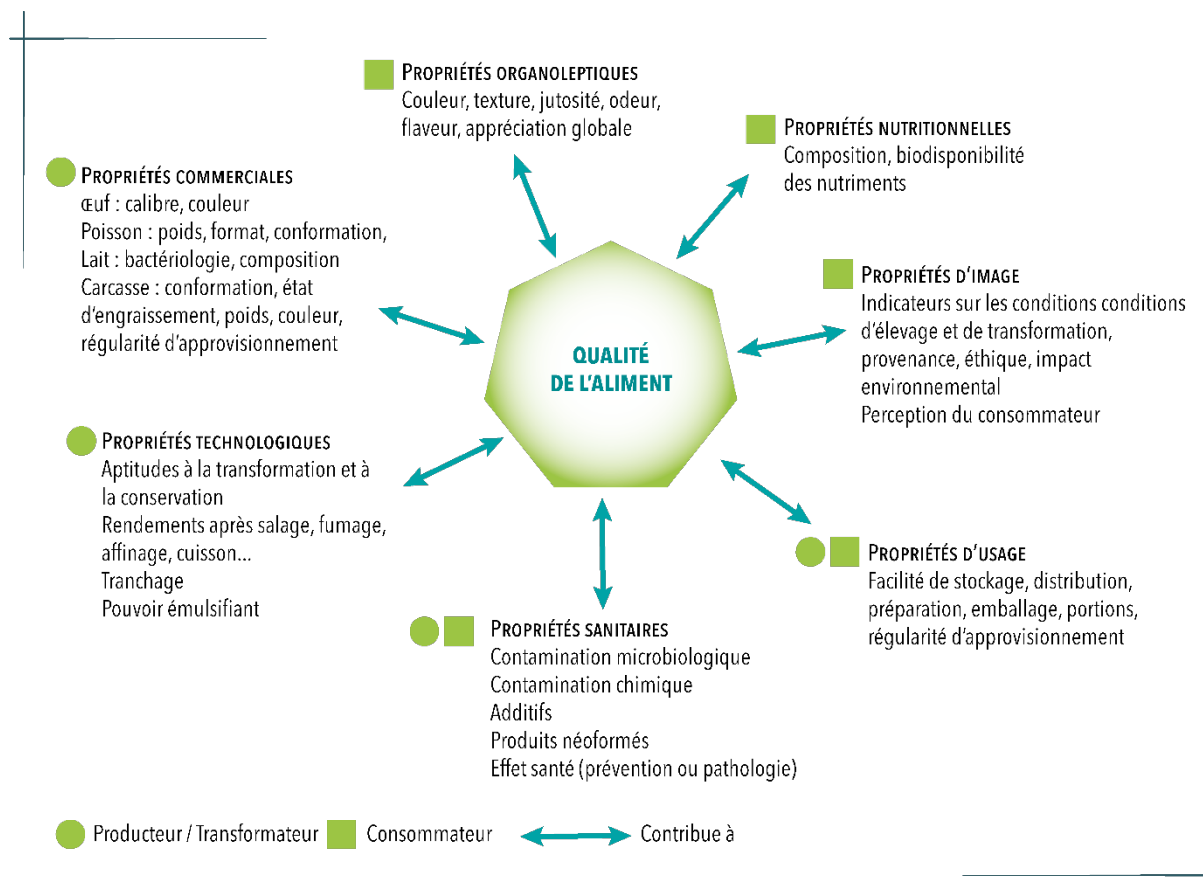 PROPRIÉTÉS ORGANOLEPTIQUES
Couleur, texture, jutosité, odeur,
flaveur, appréciation globale
PROPRIÉTÉS NUTRITIONNELLES
Composition, biodisponibilité
des nutriments
PROPRIÉTÉS COMMERCIALES
Œuf : calibre, couleur
Poisson : poids, format, conformation,
Lait : bactériologie, composition
Carcasse : conformation, état
d’engraissement, poids, couleur,
régularité d’approvisionnement
PROPRIÉTÉS D’IMAGE
Indicateurs sur les conditions conditions
d’élevage et de transformation,
provenance, éthique, impact
environnemental
Perception du consommateur
QUALITÉ
DE L’ALIMENT
PROPRIÉTÉS TECHNOLOGIQUES
Aptitudes à la transformation et à
la conservation
Rendements après salage, fumage,
affinage, cuisson...
Tranchage
Pouvoir émulsifiant
PROPRIÉTÉS D’USAGE
Facilité de stockage, distribution,
préparation, emballage, portions,
régularité d’approvisionnement
PROPRIÉTÉS SANITAIRES
Contamination microbiologique
Contamination chimique
Additifs
Produits néoformés
Effet santé (prévention ou pathologie)
Producteur / Transformateur
Consommateur
Contribue à